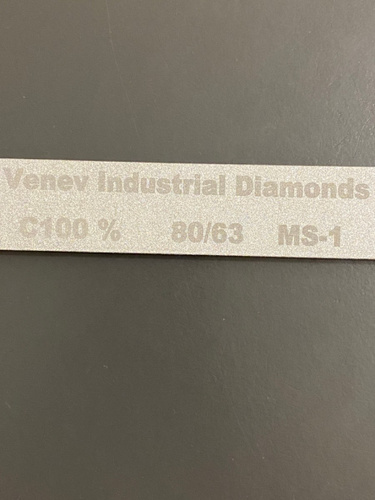 Venev Industrial Diamonds
C100 % 80/63 MS-1